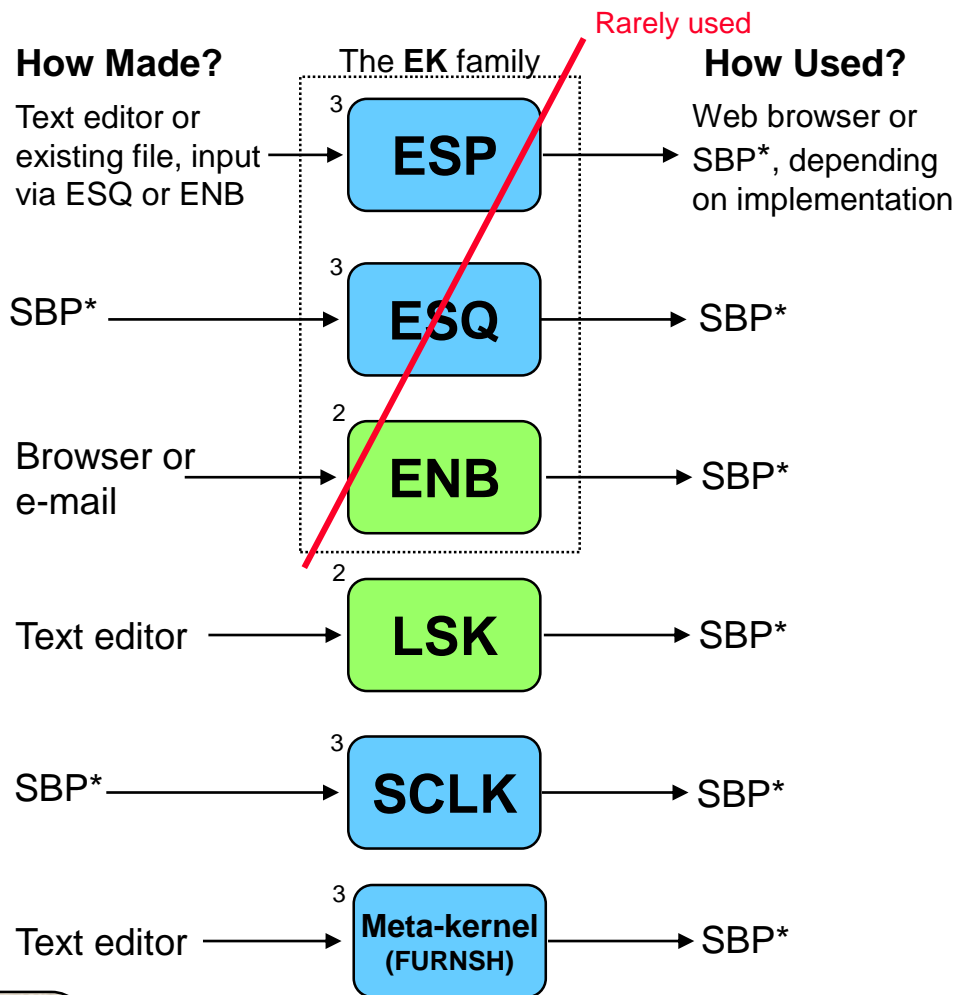 Rarely used
How Made?
The EK family
How Used?
Text editor or
existing file, input
via ESQ or ENB
3
ESP
Web browser or
SBP*, depending
on implementation
SBP*
3
ESQ
SBP*
Browser or
e-mail
2
ENB
SBP*
Text editor
2
LSK
SBP*
SBP*
3
SCLK
SBP*
Text editor
3
Meta-kernel
(FURNSH)
SBP*